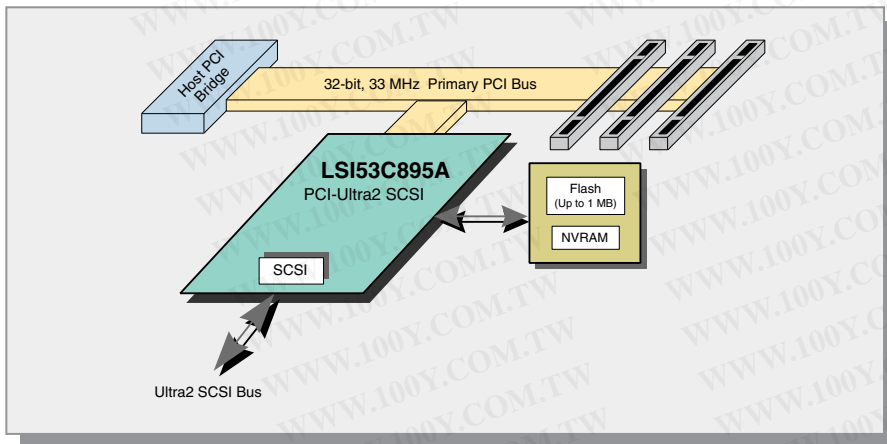 Host PCI
Bridge
32-bit, 33 MHz Primary PCI Bus
LSI53C895A
PCI-Ultra2 SCSI
Flash
(Up to 1 MB)
NVRAM
SCSI
Ultra2 SCSI Bus
WWW.100Y.COM.TW